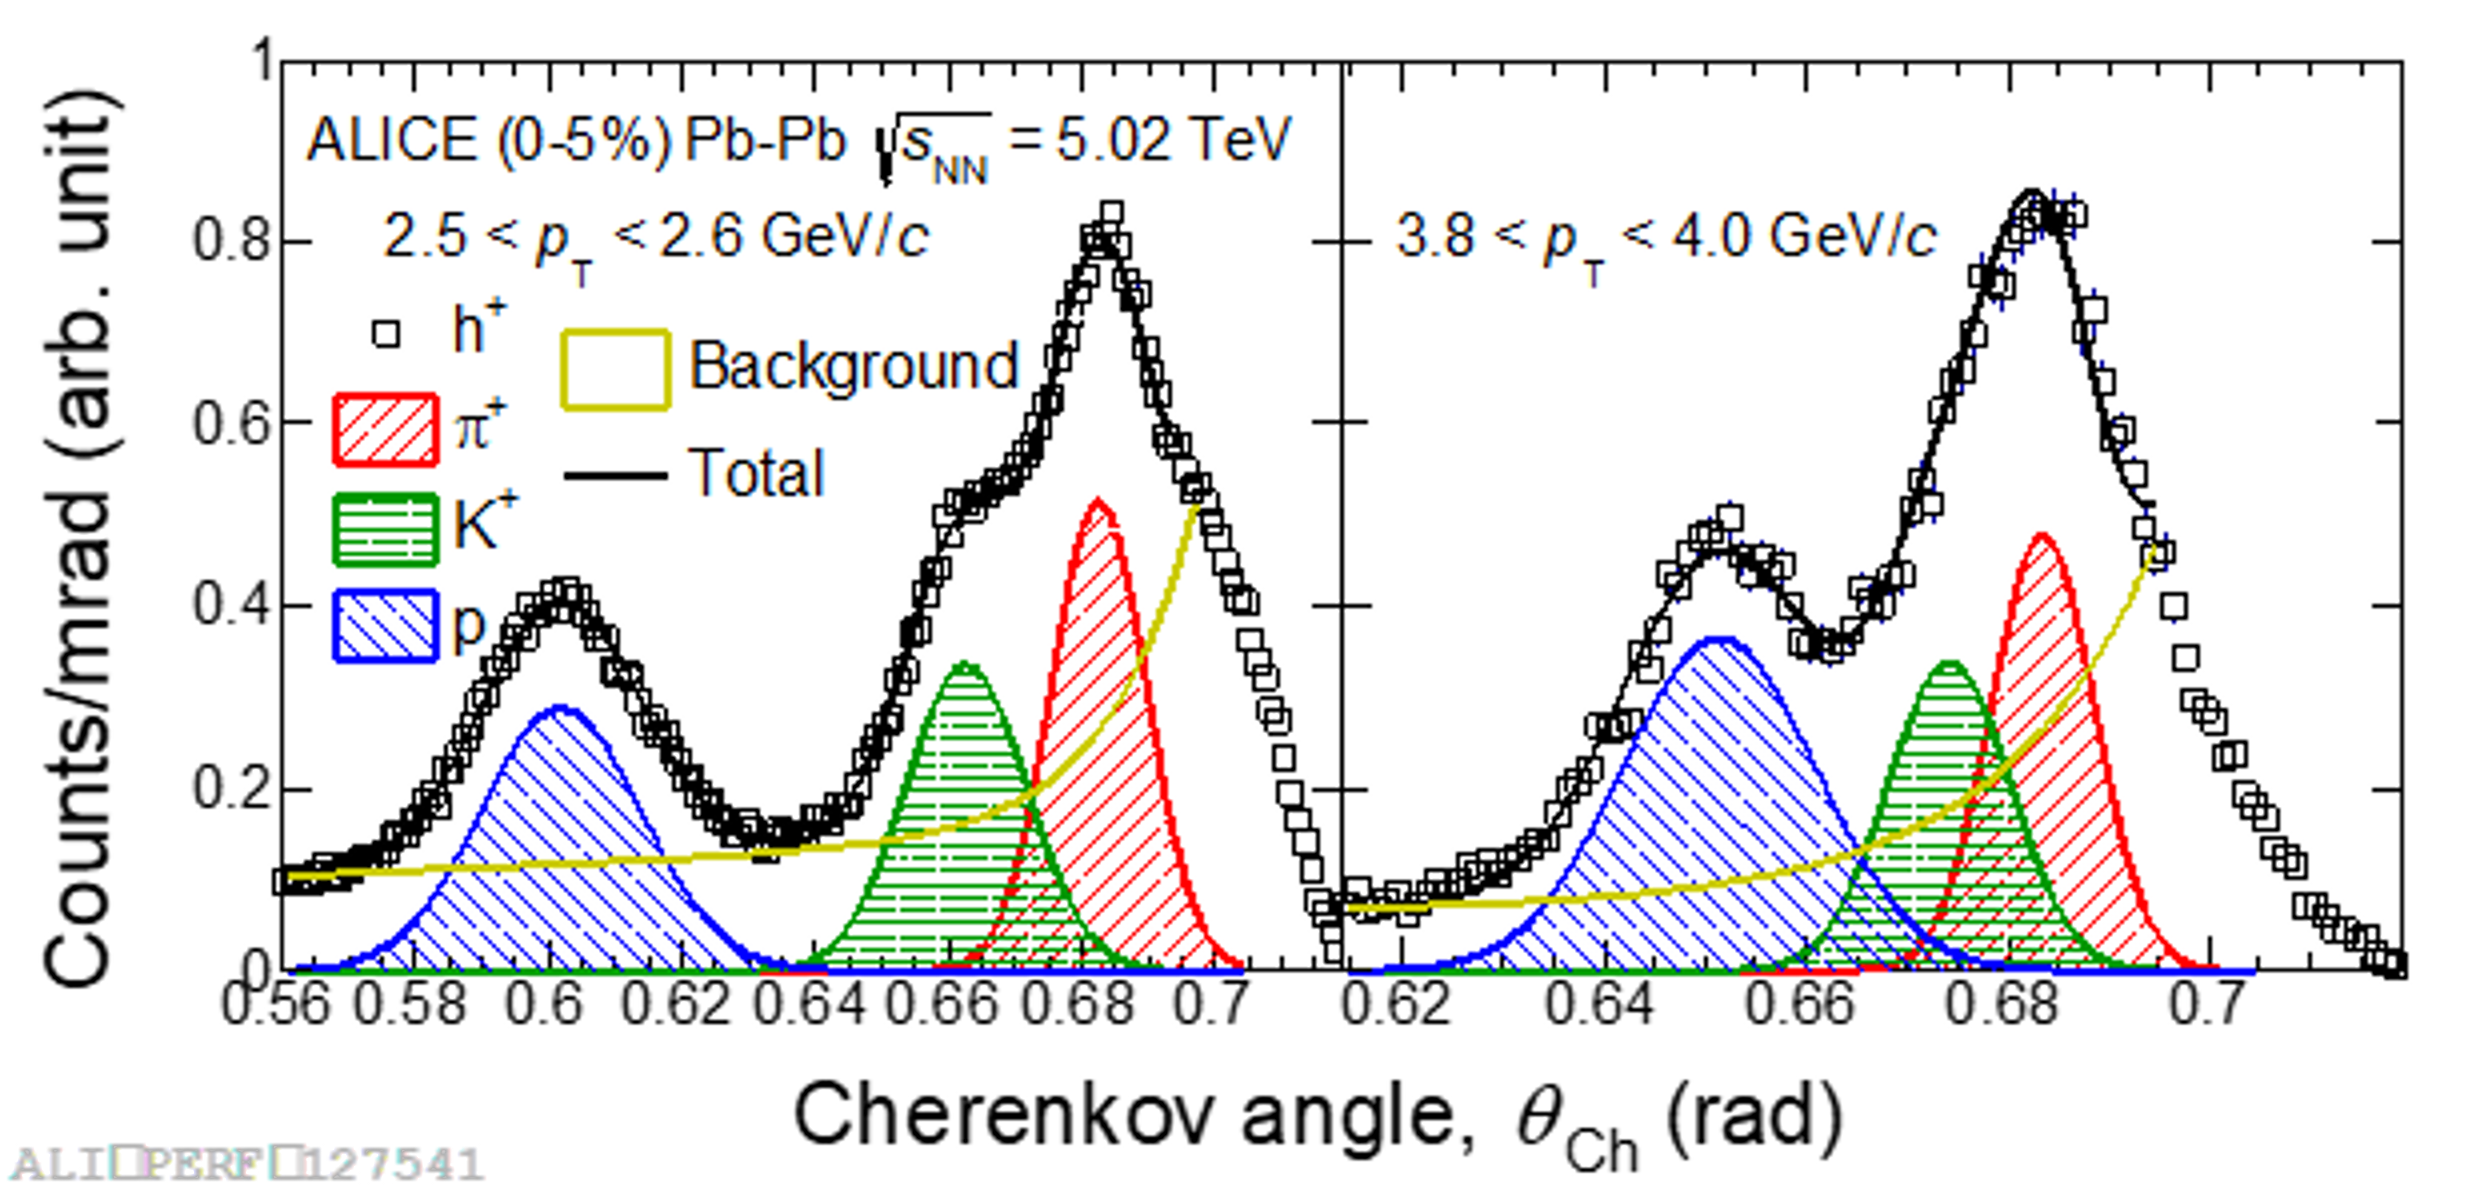 Counts/mrad (arb. unit)
1
0.8
0.6
0.4
0.2
0
ALICE (0-5%) Pb-Pb √sNN = 5.02 TeV
2.5 < pT < 2.6 GeV/c
3.8 < pT < 4.0 GeV/c
h+
π+
K+
p
Background
Total
0.56 0.58 0.6 0.62 0.64 0.66 0.68 0.7
0.62 0.64 0.66 0.68 0.7
Cherenkov angle, θCh (rad)
ALI□PERF□127541